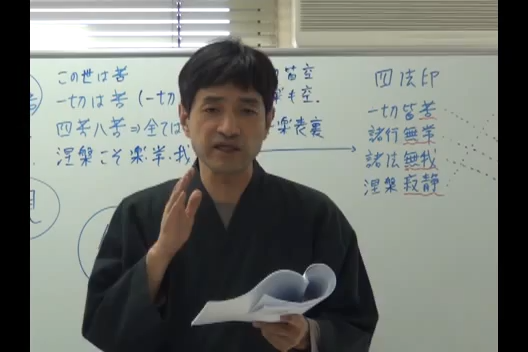 この世は苦
皆空
四法印
一切は苦(一切
も空.
一切皆苦
四苦八苦⇒全ては
楽表裏
諸行無常
涅槃こそ楽・常・我
諸法無我
涅槃寂静